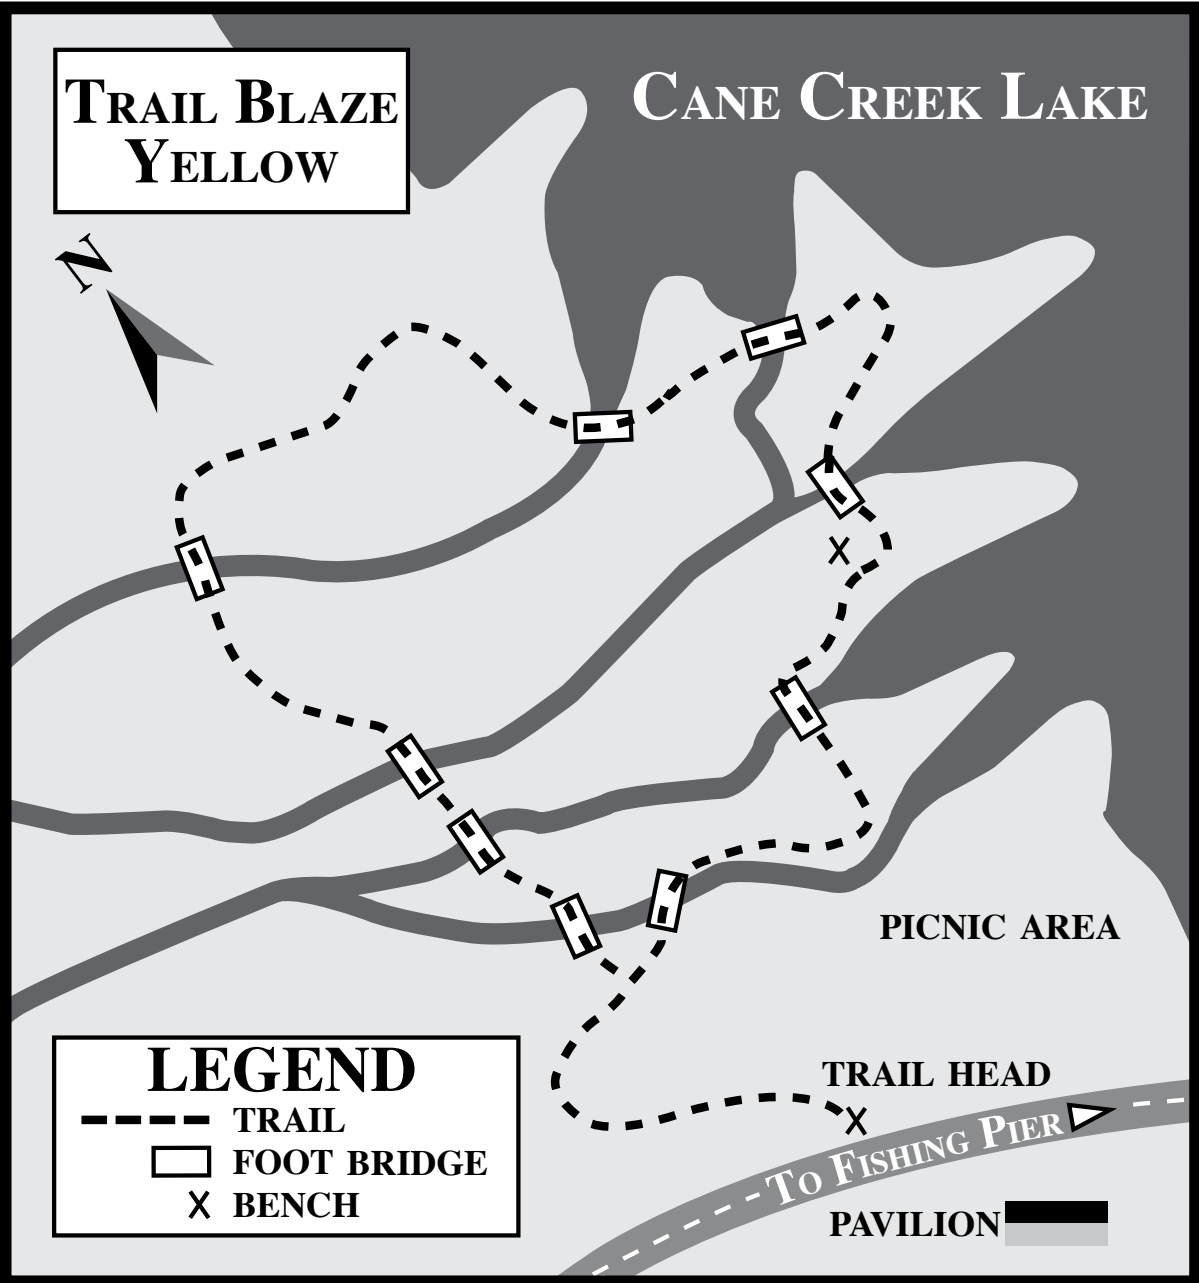 TRAIL BLAZE
YELLOW
CANE CREEK LAKE
N
PICNIC AREA
TRAIL HEAD
TO FISHING PIER
PAVILION
LEGEND
TRAIL
FOOT BRIDGE
BENCH